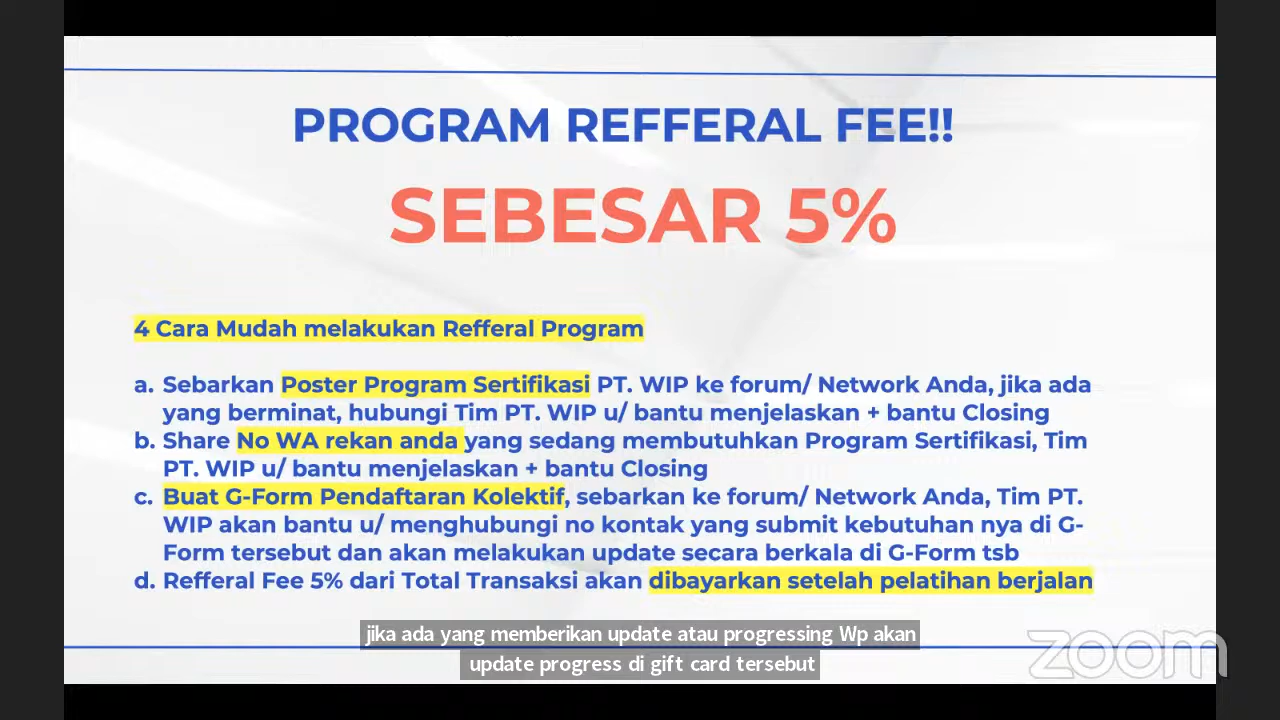 PROGRAM REFFERAL FEE!!
SEBESAR 5%
4 Cara Mudah melakukan Refferal Program
a. Sebarkan Poster Program Sertifikasi PT. WIP ke forum/ Network Anda, jika ada
yang berminat, hubungi Tim PT. WIP u/ bantu menjelaskan + bantu Closing
b. Share No WA rekan anda yang sedang membutuhkan Program Sertifikasi, Tim
PT. WIP u/ bantu menjelaskan + bantu Closing
c. Buat G-Form Pendaftaran Kolektif, sebarkan ke forum/ Network Anda, Tim PT.
WIP akan bantu u/ menghubungi no kontak yang submit kebutuhan nya di G-
Form tersebut dan akan melakukan update secara berkala di G-Form tsb
d. Refferal Fee 5% dari Total Transaksi akan dibayarkan setelah pelatihan berjalan
jika ada yang memberikan update atau progressing Wp akan
update progress di gift card tersebut
zoom